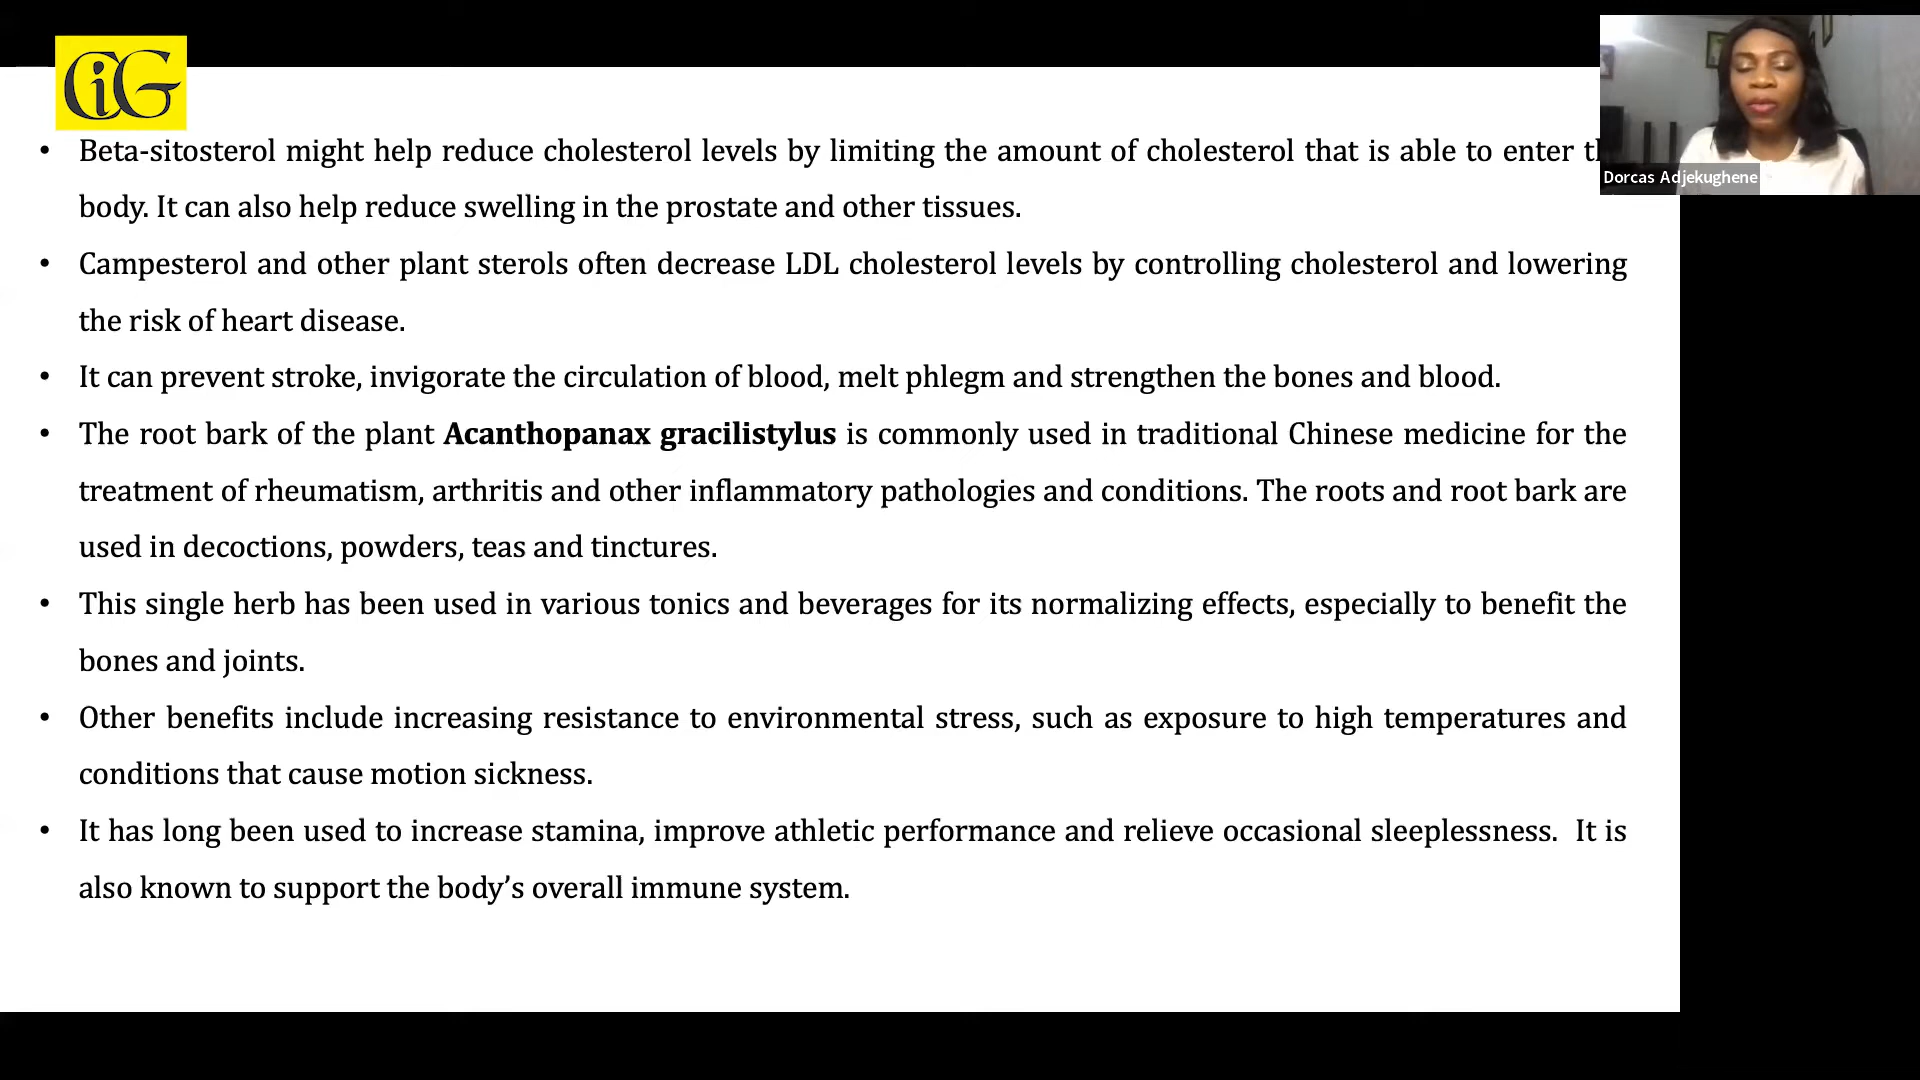 CiG
Dorcas Adjekughene
• Beta-sitosterol might help reduce cholesterol levels by limiting the amount of cholesterol that is able to enter
body. It can also help reduce swelling in the prostate and other tissues.
• Campesterol and other plant sterols often decrease LDL cholesterol levels by controlling cholesterol and lowering
the risk of heart disease.
• It can prevent stroke, invigorate the circulation of blood, melt phlegm and strengthen the bones and blood.
• The root bark of the plant Acanthopanax gracilistylus is commonly used in traditional Chinese medicine for the
treatment of rheumatism, arthritis and other inflammatory pathologies and conditions. The roots and root bark are
used in decoctions, powders, teas and tinctures.
• This single herb has been used in various tonics and beverages for its normalizing effects, especially to benefit the
bones and joints.
• Other benefits include increasing resistance to environmental stress, such as exposure to high temperatures and
conditions that cause motion sickness.
• It has long been used to increase stamina, improve athletic performance and relieve occasional sleeplessness.  It is
also known to support the body’s overall immune system.